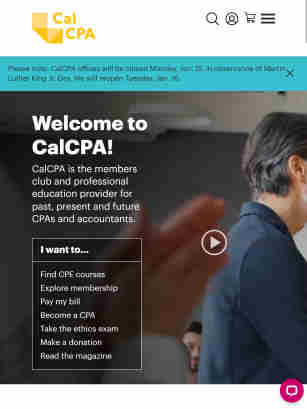 Cal
CPA
Please note: CalCPA offices will be closed Monday, Jan. 15, in observance of Martin
Luther King Jr. Day. We will reopen Tuesday, Jan. 16.
Welcome to
CalCPA!
CalCPA is the members
club and professional
education provider for
past, present and future
CPAs and accountants.
I want to...
Find CPE courses
Explore membership
Pay my bill
Become a CPA
Take the ethics exam
Make a donation
Read the magazine